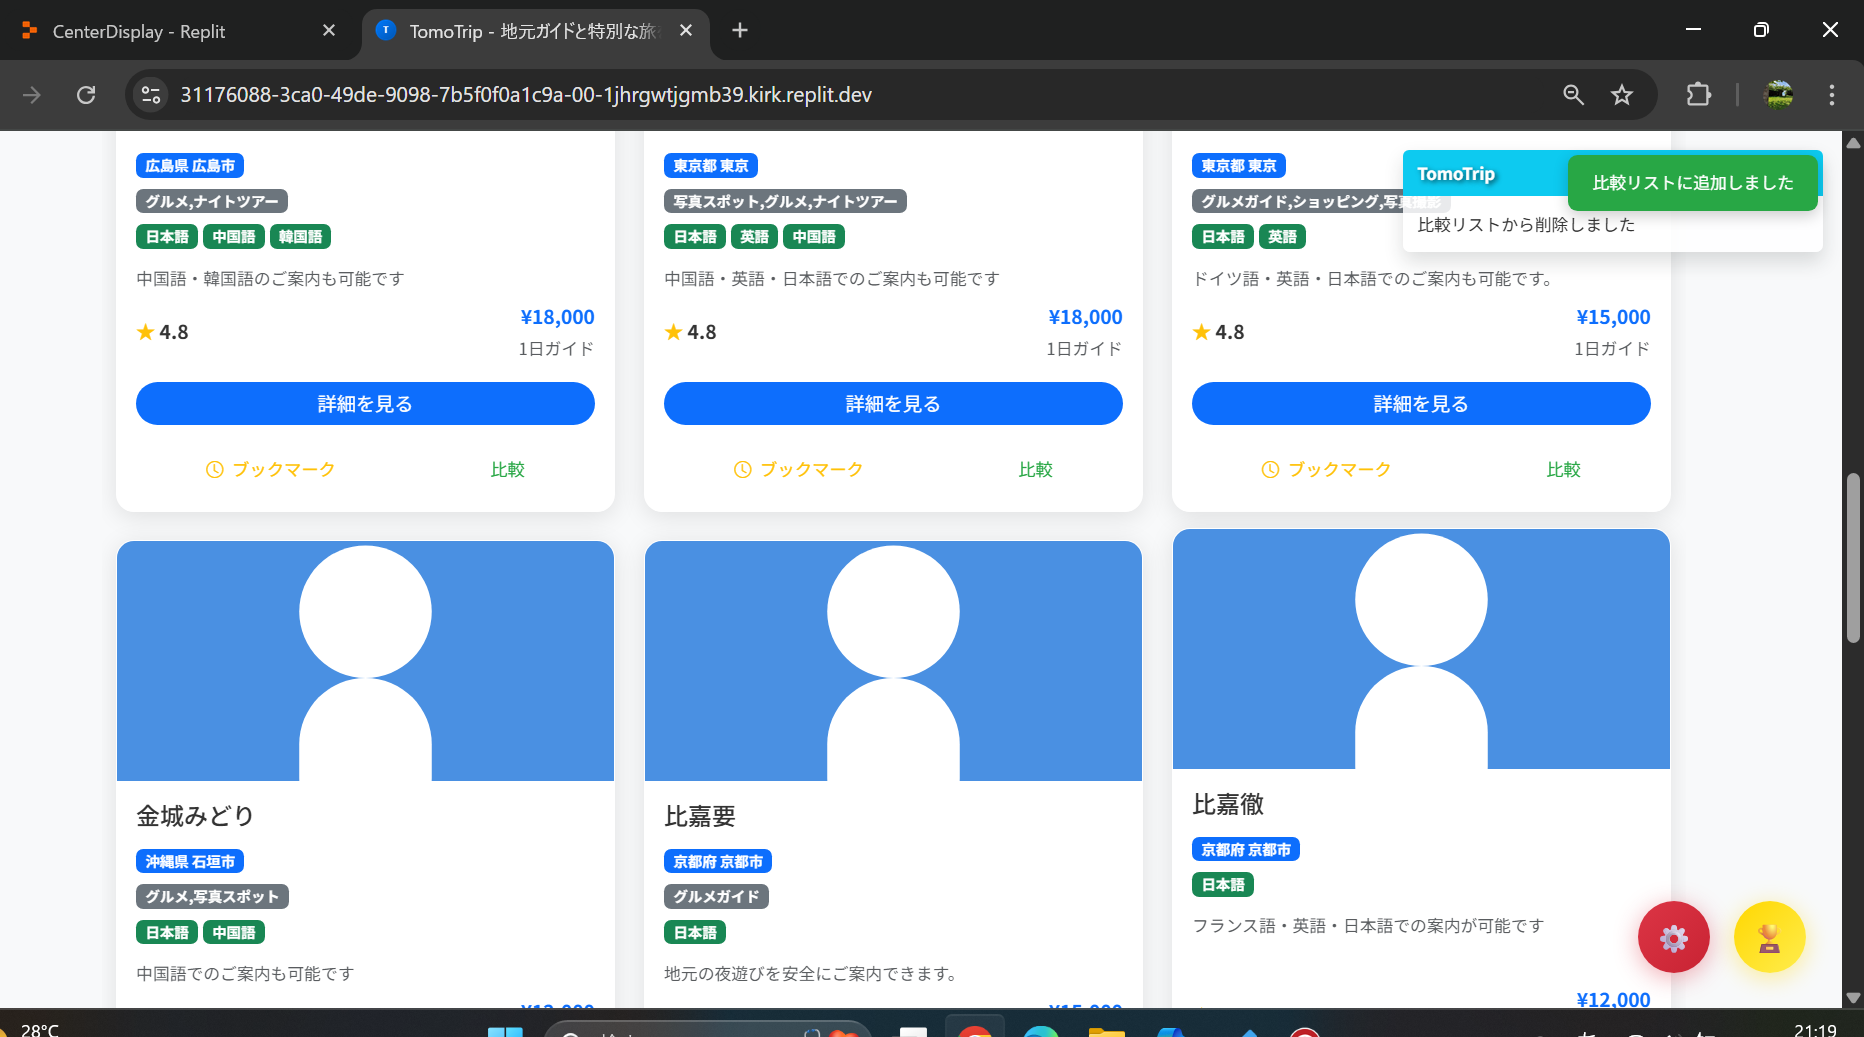 CenterDisplay - Replit
TomoTrip - 地元ガイドと特別な旅
31176088-3ca0-49de-9098-7b5f0f0a1c9a-00-1jhrgwtjgmb39.kirk.replit.dev
TomoTrip
比較リストに追加しました
比較リストから削除しました
広島県 広島市
グルメ,ナイトツアー
日本語 中国語 韓国語
中国語・韓国語のご案内も可能です
★ 4.8
¥18,000
1日ガイド
詳細を見る
ブックマーク 比較
東京都 東京
写真スポット,グルメ,ナイトツアー
日本語 英語 中国語
中国語・英語・日本語でのご案内も可能です
★ 4.8
¥18,000
1日ガイド
詳細を見る
ブックマーク 比較
東京都 東京
グルメガイド,ショッピング,写真撮影
日本語 英語
ドイツ語・英語・日本語でのご案内も可能です。
★ 4.8
¥15,000
1日ガイド
詳細を見る
ブックマーク 比較
金城みどり
沖縄県 石垣市
グルメ,写真スポット
日本語 中国語
中国語でのご案内も可能です
¥12,000
比嘉要
京都府 京都市
グルメガイド
日本語
地元の夜遊びを安全にご案内できます。
¥15,000
比嘉徹
京都府 京都市
日本語
フランス語・英語・日本語での案内が可能です
¥12,000
28°C
21:19